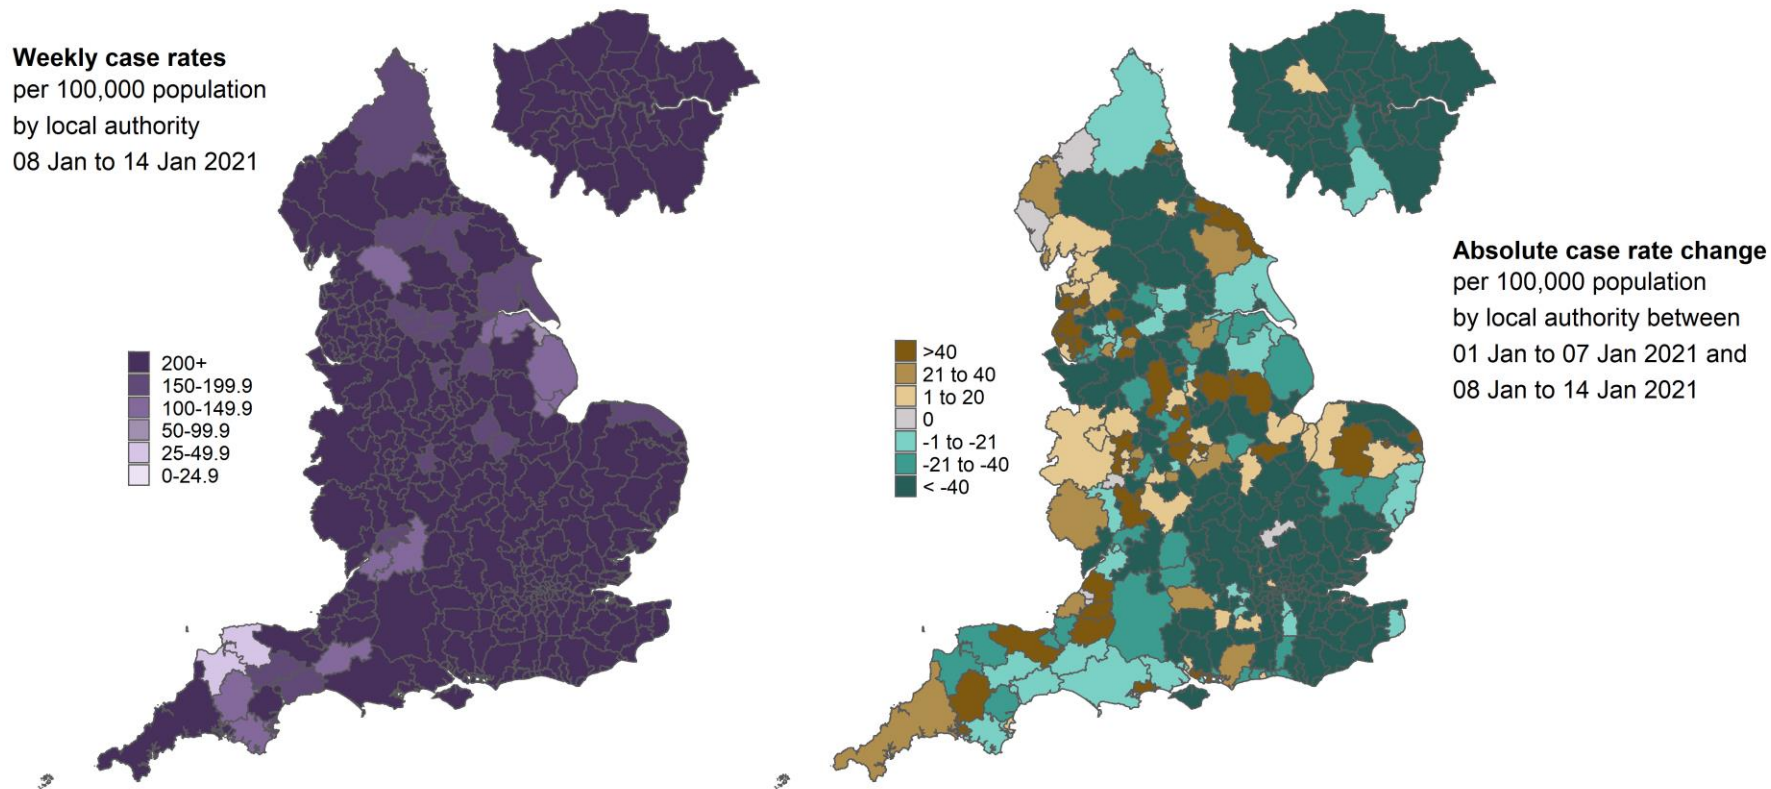 Weekly case rates
per 100,000 population
by local authority
08 Jan to 14 Jan 2021
200+
150-199.9
100-149.9
50-99.9
25-49.9
0-24.9
Absolute case rate change
per 100,000 population
by local authority between
01 Jan to 07 Jan 2021 and
08 Jan to 14 Jan 2021
>40
21 to 40
1 to 20
0
-1 to -21
-21 to -40
< -40